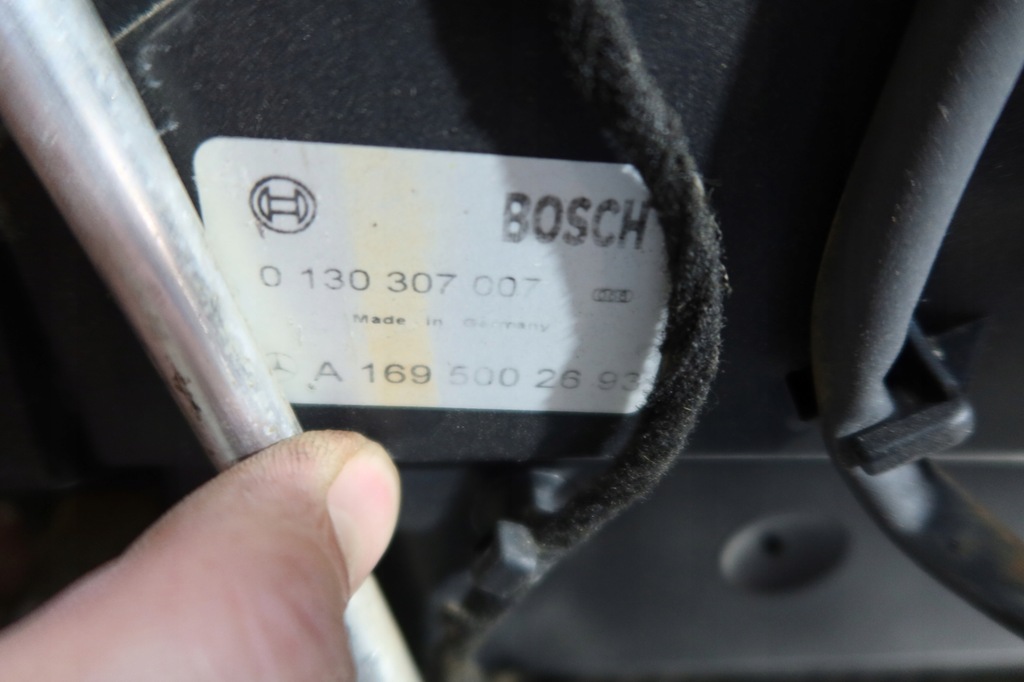 BOSCH
0 130 307 007
Made in Germany
A 169 500 26 93